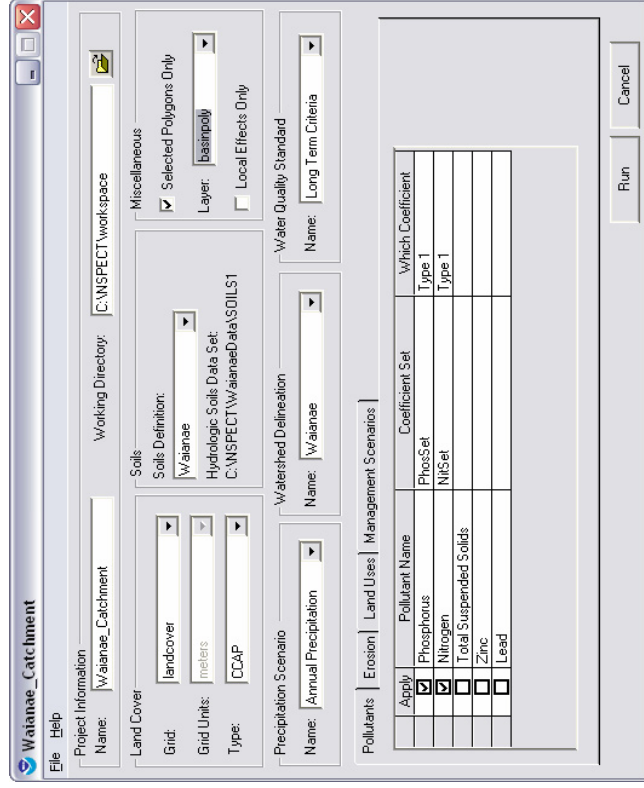 Waianae_Catchment
File Help
Project Information
Name: Waianae_Catchment Working Directory: C:\NSPECT\workspace
Land Cover
Grid: landcover
Grid Units: meters
Type: CCAP
Soils
Soils Definition:
Waianae
Hydrologic Soils Data Set:
C:\NSPECT\WaianaeData\SOILS1
Miscellaneous
Selected Polygons Only
Layer: basinpoly
Local Effects Only
Precipitation Scenario
Name: Annual Precipitation
Watershed Delineation
Name: Waianae
Water Quality Standard
Name: Long Term Criteria
Pollutants Erosion Land Uses Management Scenarios
Apply Pollutant Name Coefficient Set Which Coefficient
Phosphorus PhosSet Type 1
Nitrogen NitSet Type 1
Total Suspended Solids
Zinc
Lead
Run Cancel